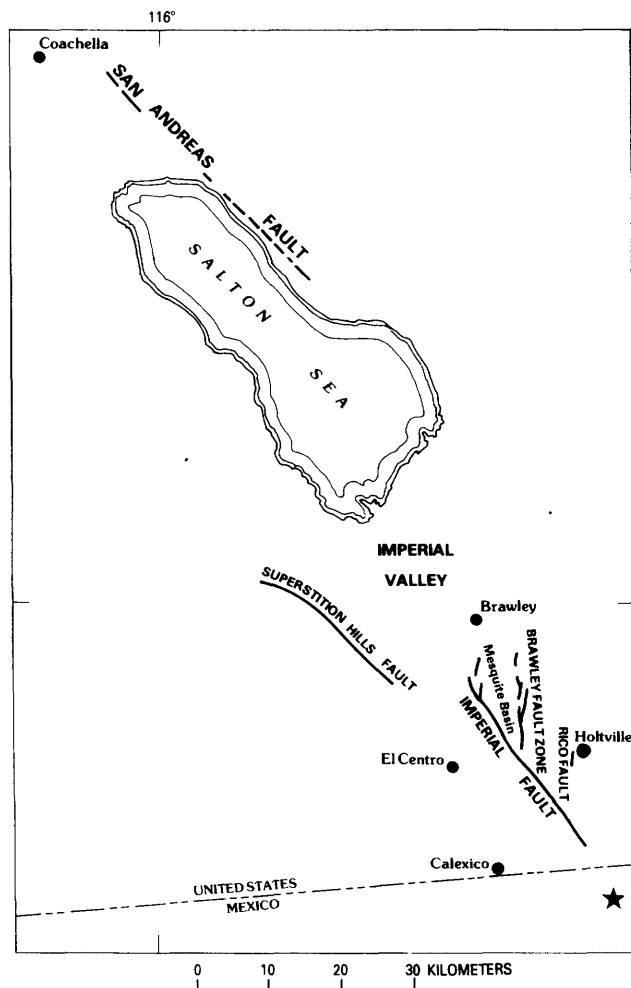 116°
Coachella
SAN ANDREAS
FAULT
SALTON
SEA
IMPERIAL
VALLEY
SUPERSTITION HILLS FAULT
Brawley
Mesquite Basin
BRAWLEY FAULT ZONE
IMPERIAL
FAULT
RICO FAULT
Holtville
El Centro
Calexico
UNITED STATES
MEXICO
0 10 20 30 KILOMETERS